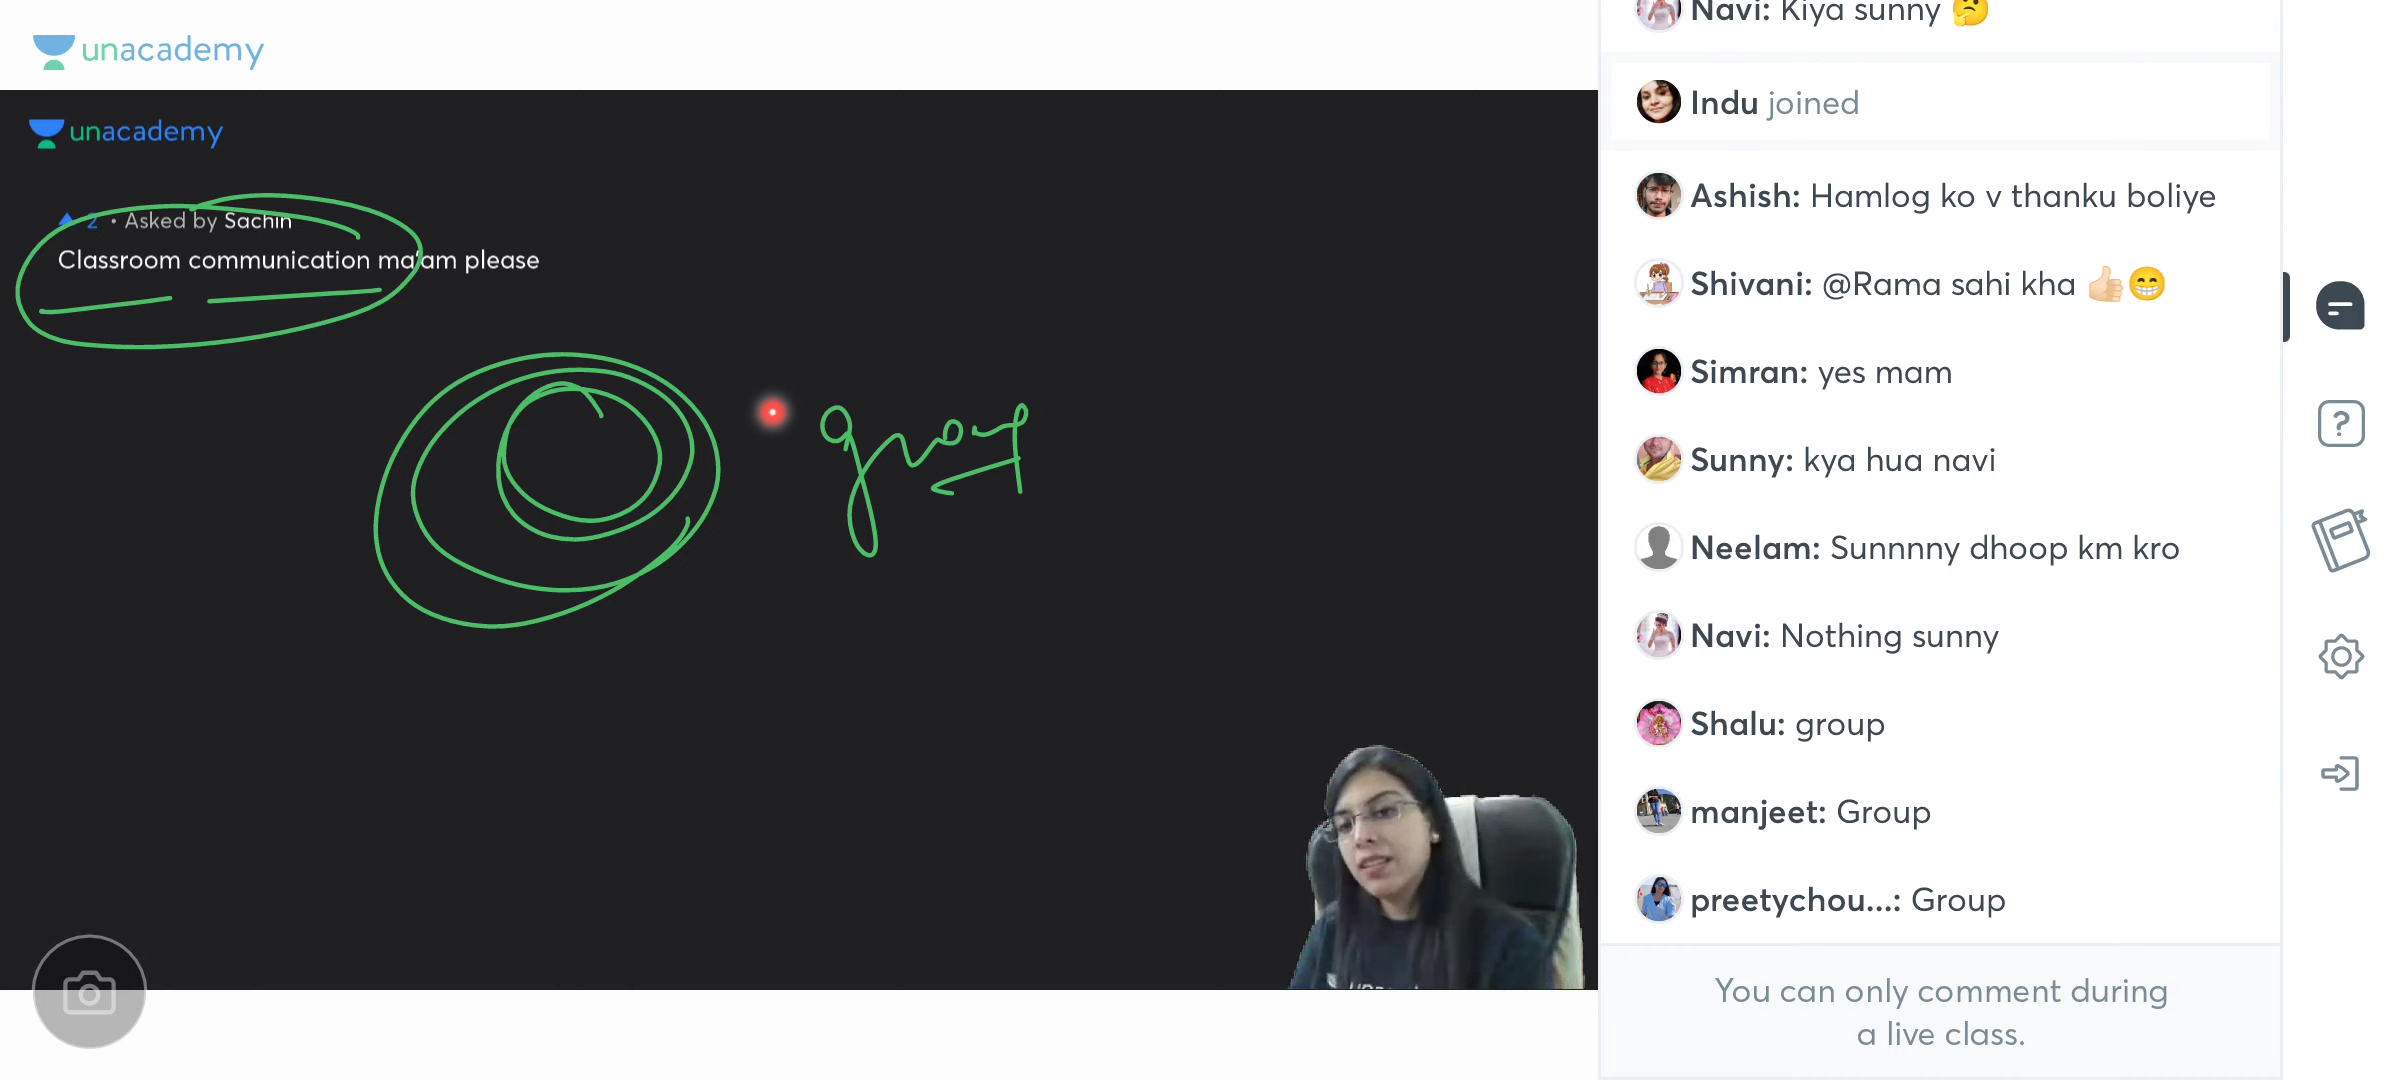 unacademy
unacademy
2 • Asked by Sachin
Classroom communication ma'am please
group
Navi: Kiya sunny 🤔
Indu joined
Ashish: Hamlog ko v thanku boliye
Shivani: @Rama sahi kha 👍🏻😁
Simran: yes mam
Sunny: kya hua navi
Neelam: Sunnnny dhoop km kro
Navi: Nothing sunny
Shalu: group
manjeet: Group
preetychou...: Group
You can only comment during
a live class.